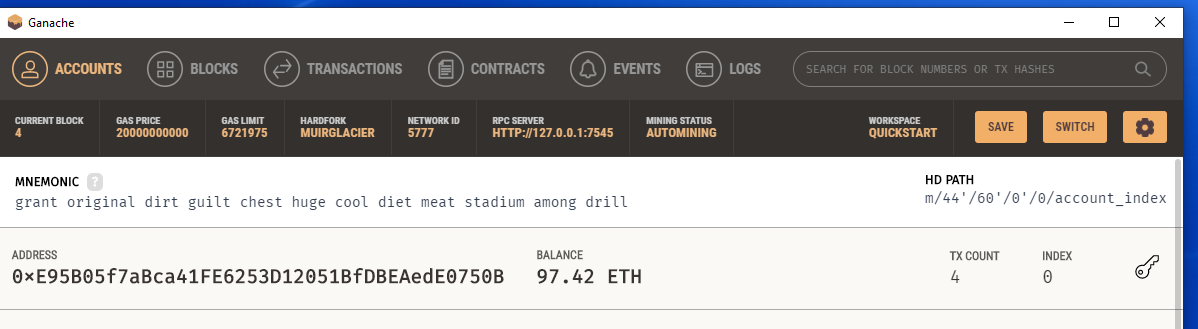 Ganache
ACCOUNTS BLOCKS TRANSACTIONS CONTRACTS EVENTS LOGS SEARCH FOR BLOCK NUMBERS OR TX HASHES
CURRENT BLOCK GAS PRICE GAS LIMIT HARDFORK NETWORK ID RPC SERVER MINING STATUS WORKSPACE
4 20000000000 6721975 MUIRGLACIER 5777 HTTP://127.0.0.1:7545 AUTOMINING QUICKSTART SAVE SWITCH
MNEMONIC ? HD PATH
grant original dirt guilt chest huge cool diet meat stadium among drill m/44'/60'/0'/0/account_index
ADDRESS BALANCE TX COUNT INDEX
0×E95B05f7aBca41FE6253D12051BfDBEAedE0750B 97.42 ETH 4 0